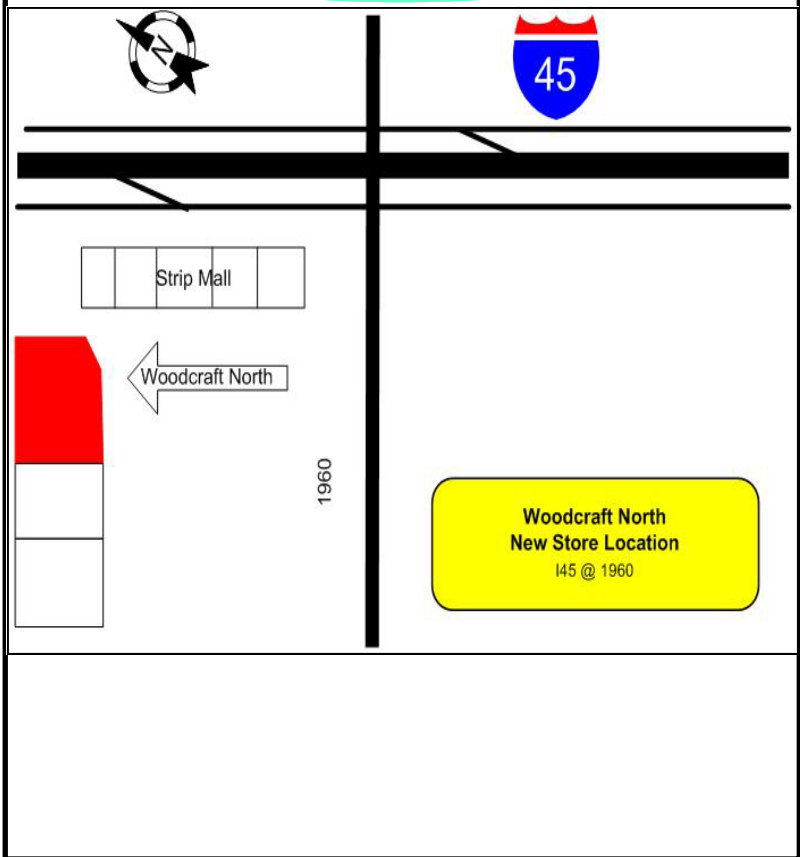 N
45
Strip Mall
Woodcraft North
1960
Woodcraft North
New Store Location
I45 @ 1960